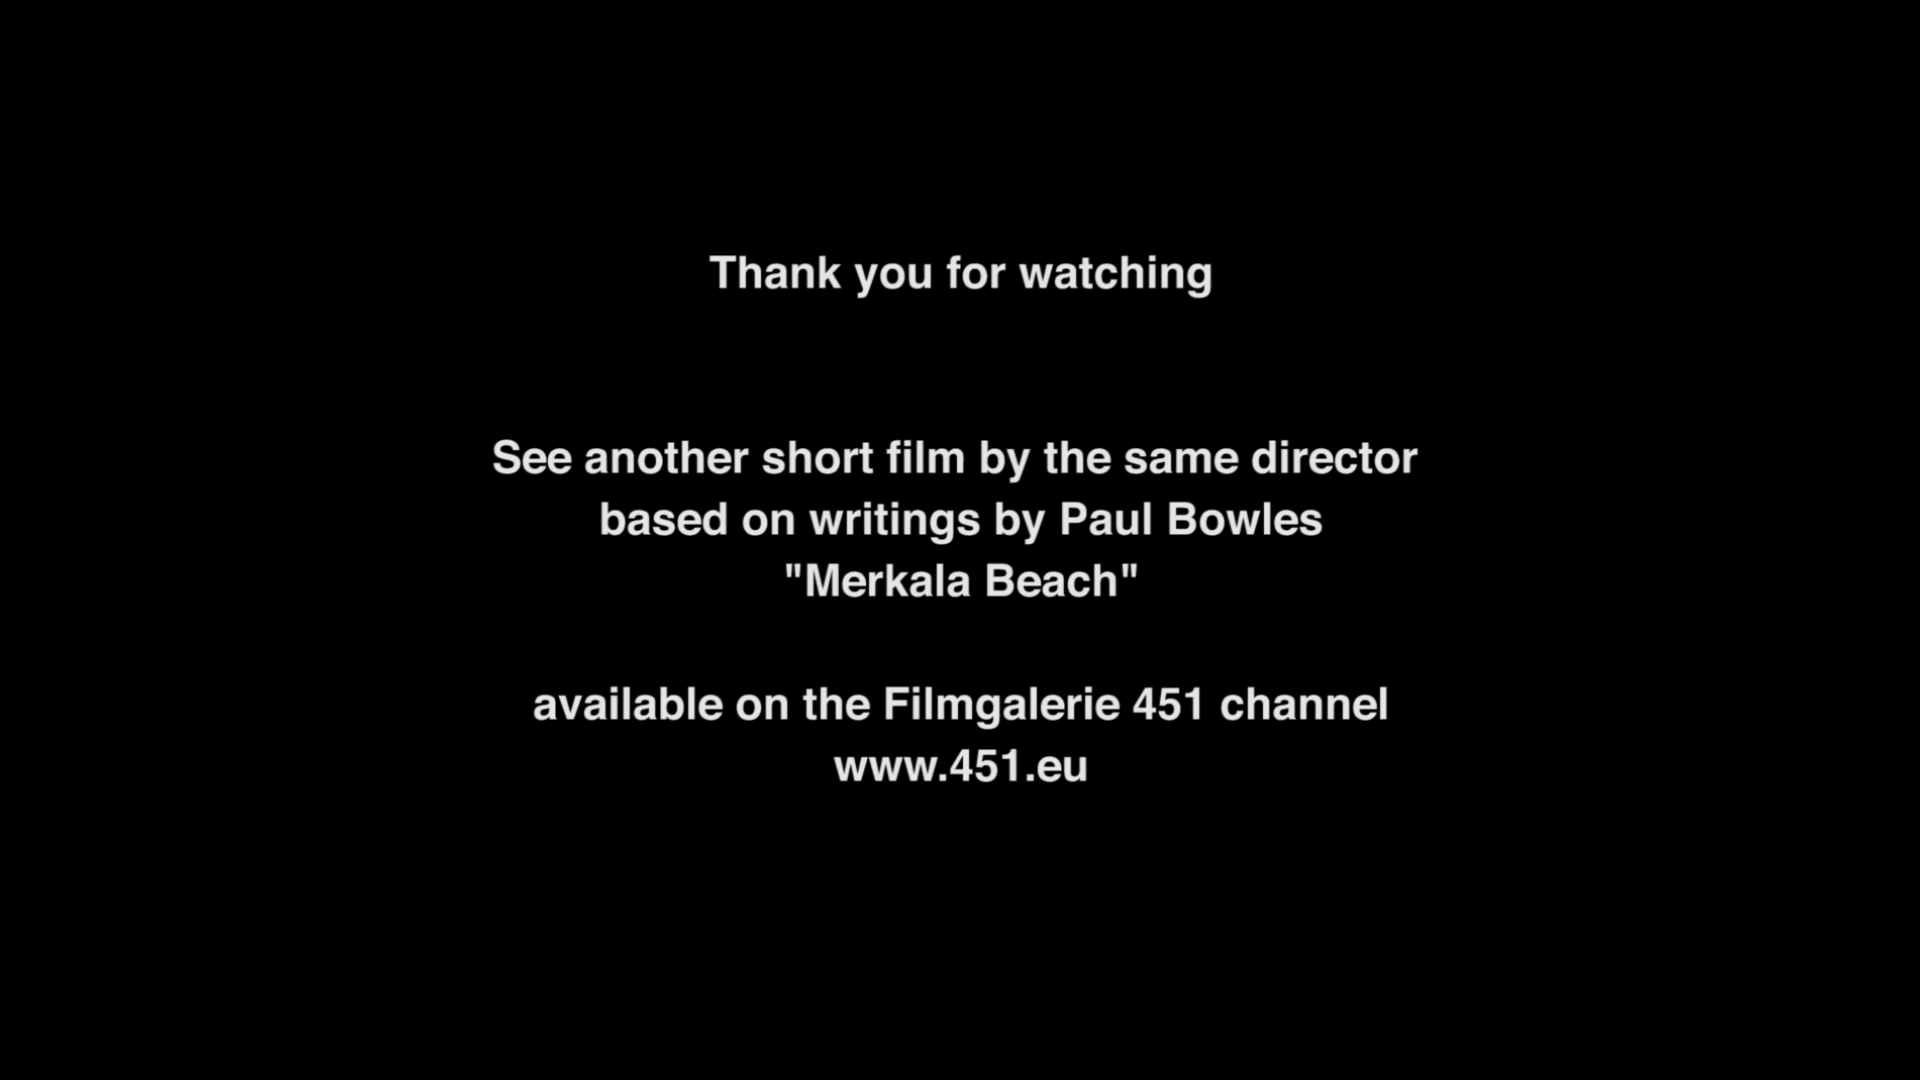 Thank you for watching
See another short film by the same director
based on writings by Paul Bowles
"Merkala Beach"
available on the Filmgalerie 451 channel
www.451.eu